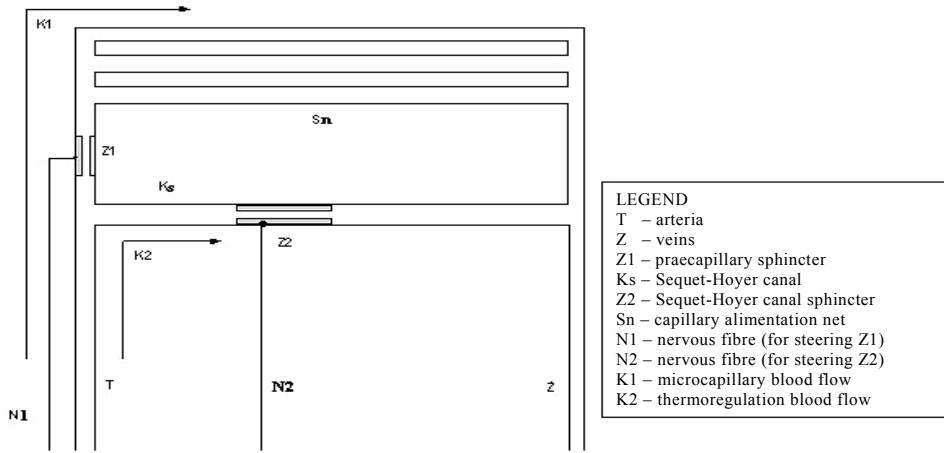 K1
Sn
Z1
Ks
Z2
K2
T
N2
Ż
N1
LEGEND
T – arteria
Z – veins
Z1 – praecapillary sphincter
Ks – Sequet-Hoyer canal
Z2 – Sequet-Hoyer canal sphincter
Sn – capillary alimentation net
N1 – nervous fibre (for steering Z1)
N2 – nervous fibre (for steering Z2)
K1 – microcapillary blood flow
K2 – thermoregulation blood flow